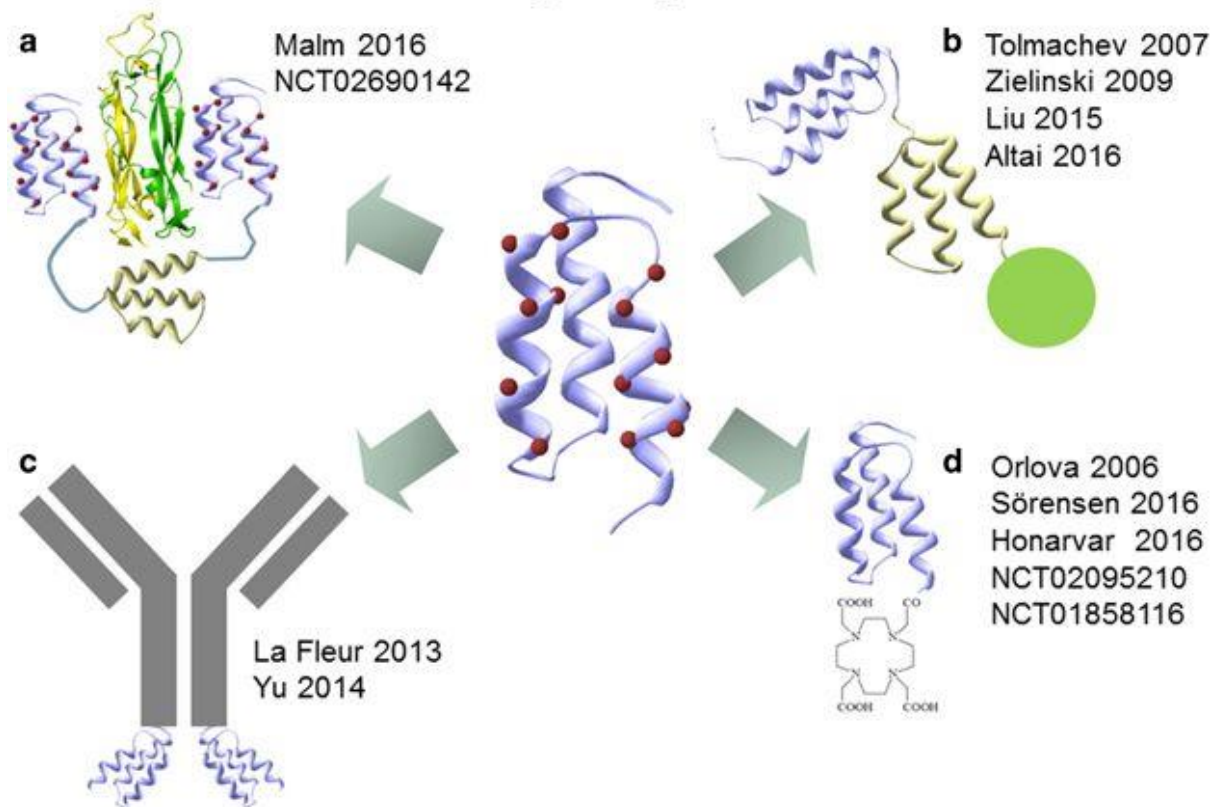 a
Malm 2016
NCT02690142
b
Tolmachev 2007
Zielinski 2009
Liu 2015
Altai 2016
c
La Fleur 2013
Yu 2014
d
Orlova 2006
Sörensen 2016
Honarvar 2016
NCT02095210
NCT01858116
COOH CO
N N
N N
COOH COOH